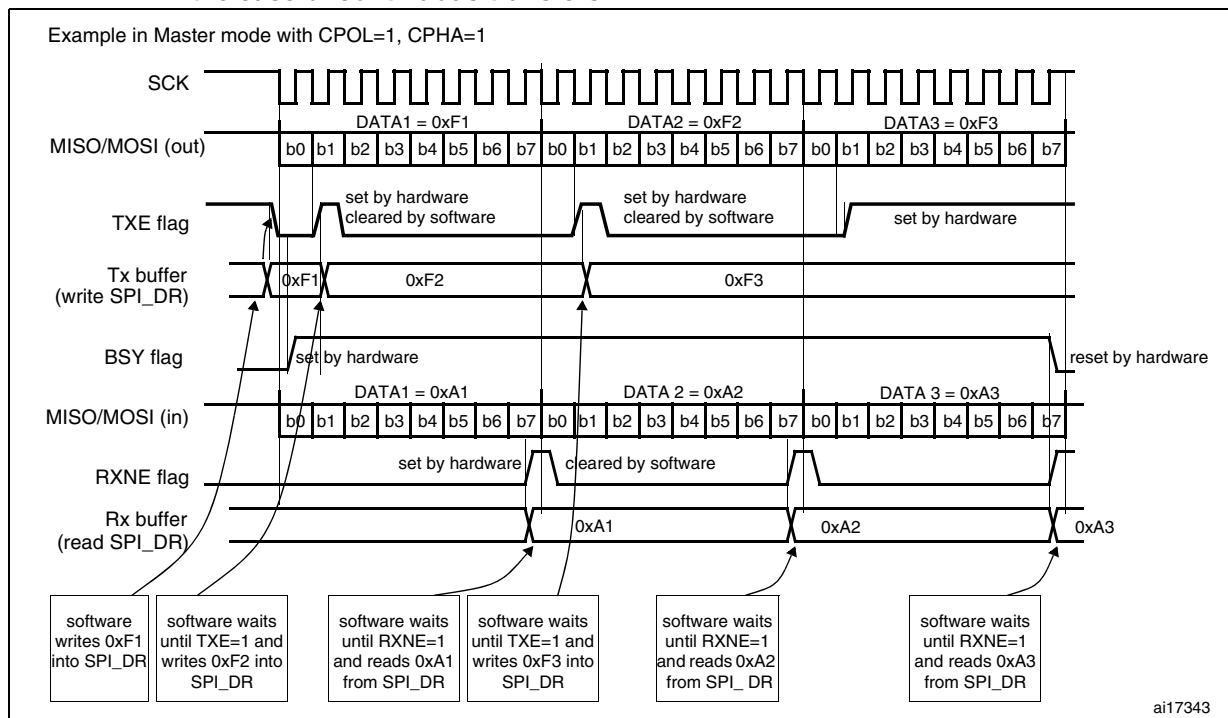 Example in Master mode with CPOL=1, CPHA=1
SCK
DATA1 = 0xF1 DATA2 = 0xF2 DATA3 = 0xF3
MISO/MOSI (out) b0 b1 b2 b3 b4 b5 b6 b7 b0 b1 b2 b3 b4 b5 b6 b7 b0 b1 b2 b3 b4 b5 b6 b7
set by hardware
cleared by software
set by hardware
cleared by software
set by hardware
TXE flag
Tx buffer
(write SPI_DR)
0xF1 0xF2 0xF3
BSY flag set by hardware reset by hardware
DATA1 = 0xA1 DATA 2 = 0xA2 DATA 3 = 0xA3
MISO/MOSI (in) b0 b1 b2 b3 b4 b5 b6 b7 b0 b1 b2 b3 b4 b5 b6 b7 b0 b1 b2 b3 b4 b5 b6 b7
set by hardware cleared by software
RXNE flag
Rx buffer
(read SPI_DR)
0xA1 0xA2 0xA3
software
writes 0xF1
into SPI_DR
software waits
until TXE=1 and
writes 0xF2 into
SPI_DR
software waits
until RXNE=1
and reads 0xA1
from SPI_DR
software waits
until TXE=1 and
writes 0xF3 into
SPI_DR
software waits
until RXNE=1
and reads 0xA2
from SPI_ DR
software waits
until RXNE=1
and reads 0xA3
from SPI_DR
ai17343